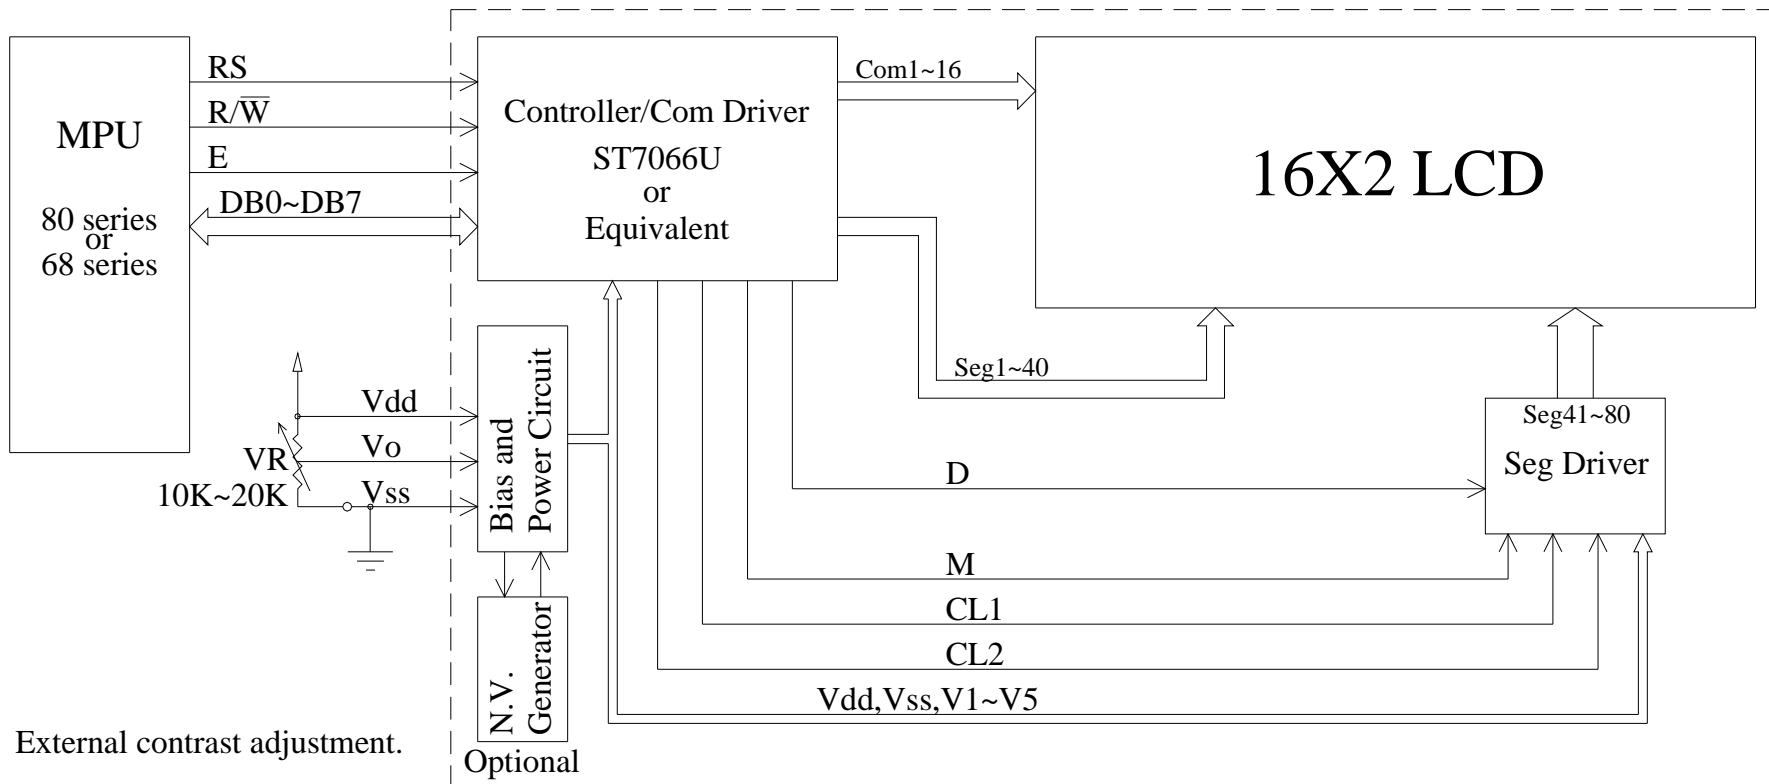 MPU
80 series
or
68 series
RS
R/W̅
E
DB0~DB7
Controller/Com Driver
ST7066U
or
Equivalent
Com1~16
16X2 LCD
Seg1~40
Seg41~80
Seg Driver
Vdd
Vo
Vss
VR
10K~20K
Bias and
Power Circuit
N.V.
Generator
Optional
D
M
CL1
CL2
Vdd,Vss,V1~V5
External contrast adjustment.